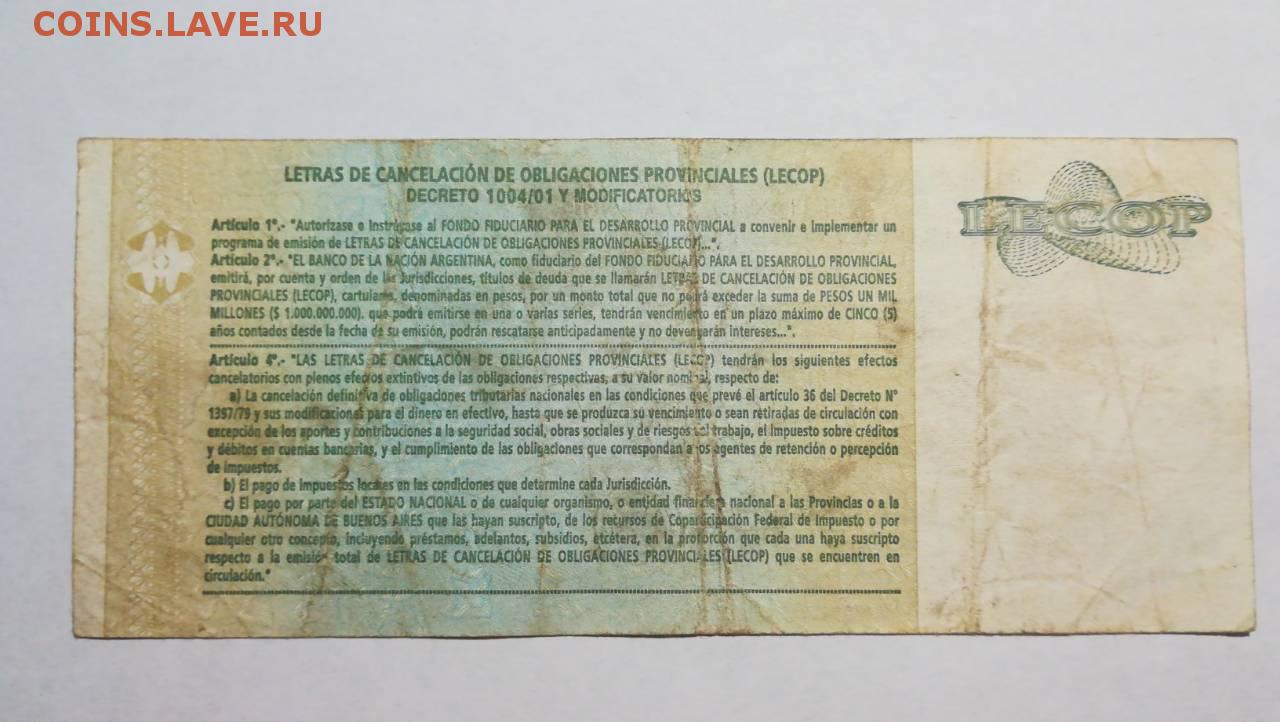 COINS.LAVE.RU
LETRAS DE CANCELACIÓN DE OBLIGACIONES PROVINCIALES (LECOP)
DECRETO 1004/01 Y MODIFICATORIOS
LECOP
Artículo 1º.- "Autorízase e Instrúyase al FONDO FIDUCIARIO PARA EL DESARROLLO PROVINCIAL a convenir e implementar un
programa de emisión de LETRAS DE CANCELACIÓN DE OBLIGACIONES PROVINCIALES (LECOP)...".
Artículo 2º.- "EL BANCO DE LA NACIÓN ARGENTINA, como fiduciario del FONDO FIDUCIARIO PARA EL DESARROLLO PROVINCIAL,
emitirá, por cuenta y orden de las Jurisdicciones, títulos de deuda que se llamarán LETRAS DE CANCELACIÓN DE OBLIGACIONES
PROVINCIALES (LECOP), cartulares, denominadas en pesos, por un monto total que no podrá exceder la suma de PESOS UN MIL
MILLONES ($ 1.000.000.000). que podrá emitirse en una o varias series, tendrán vencimiento en un plazo máximo de CINCO (5)
años contados desde la fecha de su emisión, podrán rescatarse anticipadamente y no devengarán intereses...".
Artículo 4º.- "LAS LETRAS DE CANCELACIÓN DE OBLIGACIONES PROVINCIALES (LECOP) tendrán los siguientes efectos
cancelatorios con plenos efectos extintivos de las obligaciones respectivas, a su valor nominal, respecto de:
a) La cancelación definitiva de obligaciones tributarias nacionales en las condiciones que prevé el artículo 36 del Decreto Nº
1397/79 y sus modificaciones para el dinero en efectivo, hasta que se produzca su vencimiento o sean retiradas de circulación con
excepción de los aportes y contribuciones a la seguridad social, obras sociales y de riesgos del trabajo, el impuesto sobre créditos
y débitos en cuentas bancarias, y el cumplimiento de las obligaciones que correspondan a los agentes de retención o percepción
de impuestos.
b) El pago de impuestos locales en las condiciones que determine cada Jurisdicción.
c) El pago por parte del ESTADO NACIONAL o de cualquier organismo, o entidad financiera nacional a las Provincias o a la
CIUDAD AUTÓNOMA DE BUENOS AIRES que las hayan suscripto, de los recursos de Coparticipación Federal de Impuesto o por
cualquier otro concepto, incluyendo préstamos, adelantos, subsidios, etcétera, en la proporción que cada una haya suscripto
respecto a la emisión total de LETRAS DE CANCELACIÓN DE OBLIGACIONES PROVINCIALES (LECOP) que se encuentren en
circulación."